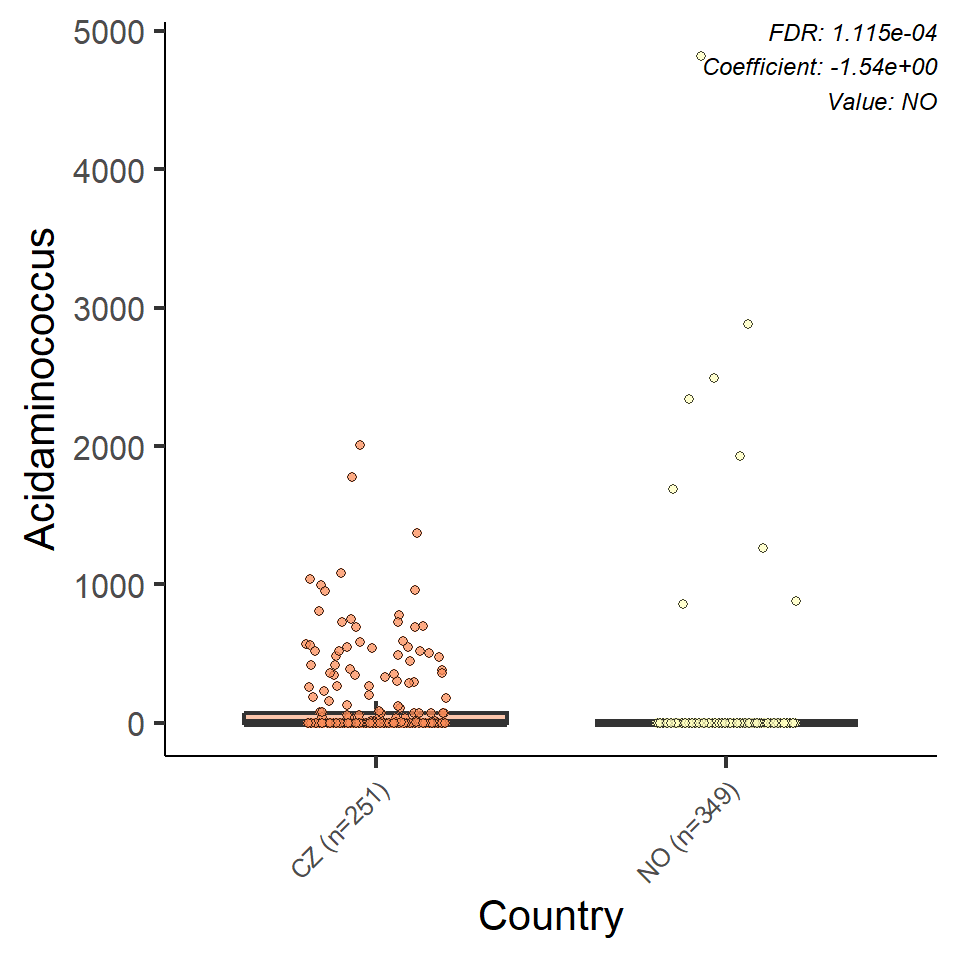 5000
4000
3000
2000
1000
0
Acidaminococcus
FDR: 1.115e-04
Coefficient: -1.54e+00
Value: NO
CZ (n=251)
NO (n=349)
Country